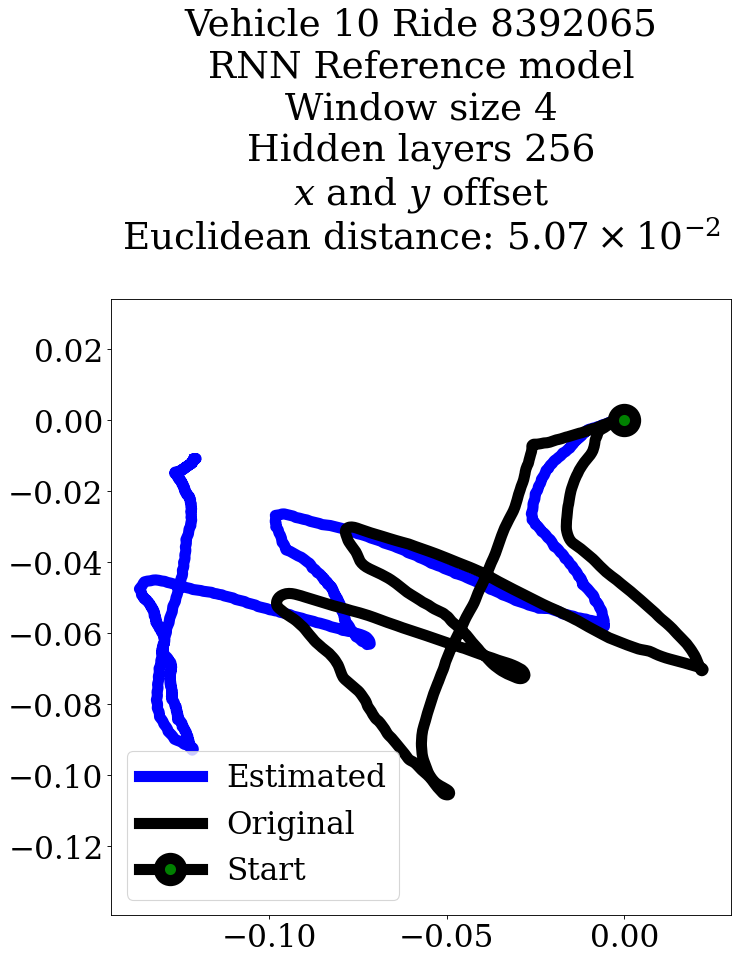 Vehicle 10 Ride 8392065
RNN Reference model
Window size 4
Hidden layers 256
x and y offset
Euclidean distance: 5.07 × 10⁻²
0.02
0.00
−0.02
−0.04
−0.06
−0.08
−0.10
−0.12
Estimated
Original
Start
−0.10
−0.05
0.00